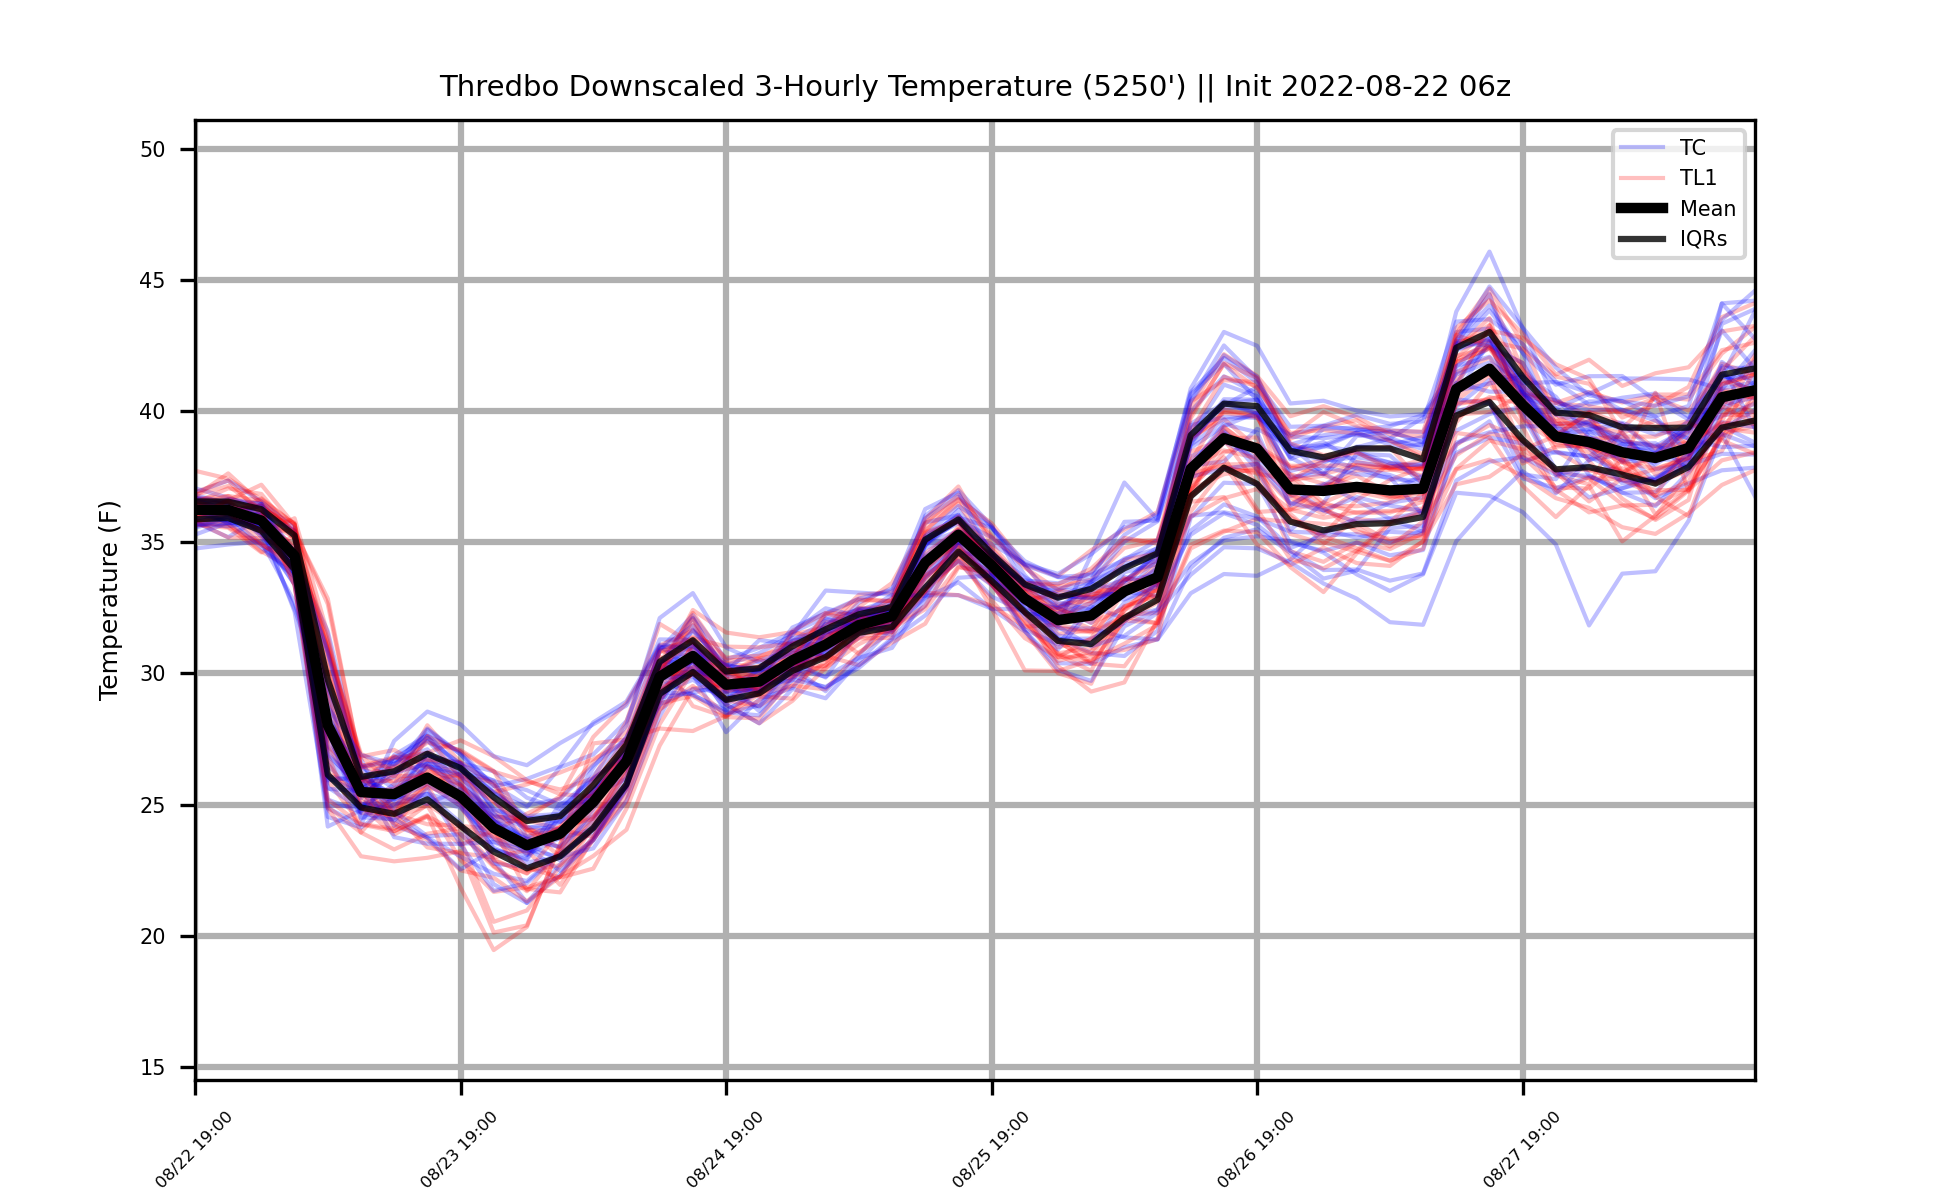 Thredbo Downscaled 3-Hourly Temperature (5250') || Init 2022-08-22 06z
TC
TL1
Mean
IQRs
Temperature (F)
50
45
40
35
30
25
20
15
08/22 19:00
08/23 19:00
08/24 19:00
08/25 19:00
08/26 19:00
08/27 19:00